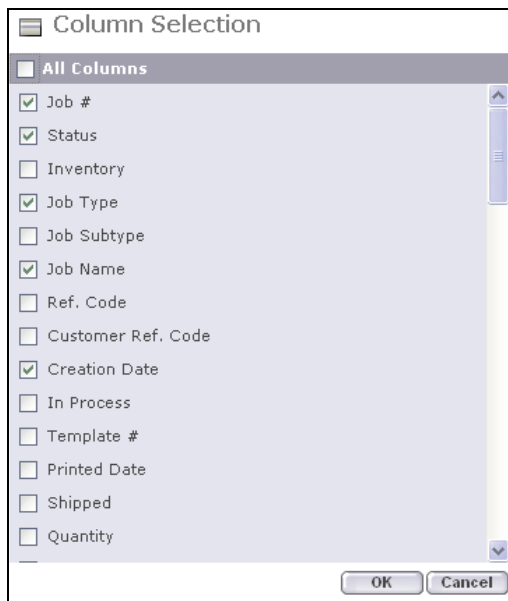 Column Selection
All Columns
Job #
Status
Inventory
Job Type
Job Subtype
Job Name
Ref. Code
Customer Ref. Code
Creation Date
In Process
Template #
Printed Date
Shipped
Quantity
OK Cancel